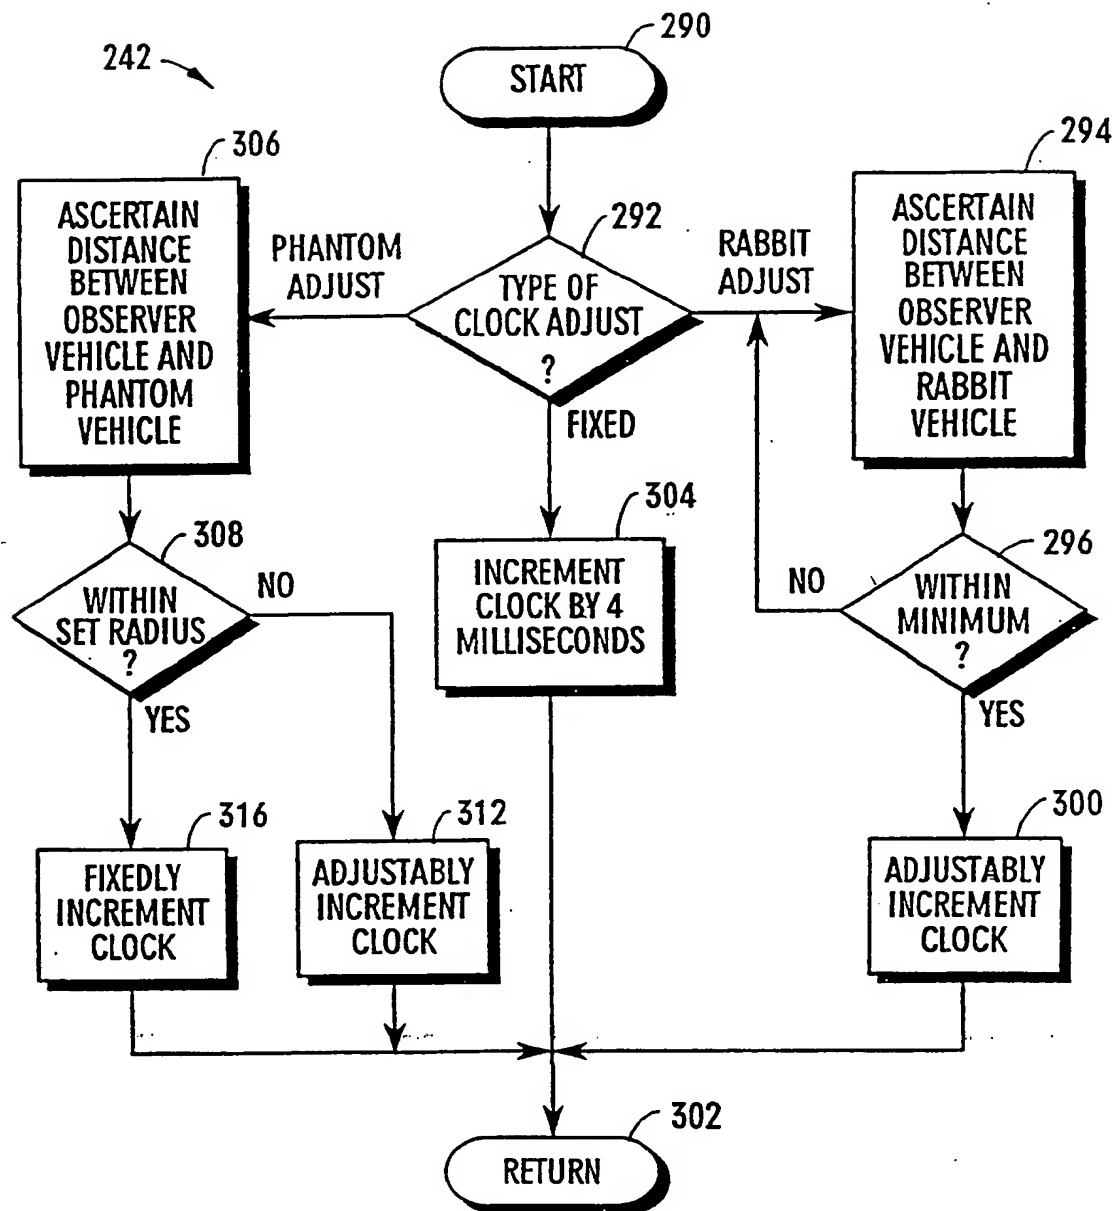 242
290
START
306
ASCERTAIN
DISTANCE
BETWEEN
OBSERVER
VEHICLE AND
PHANTOM
VEHICLE
PHANTOM
ADJUST
292
TYPE OF
CLOCK ADJUST
?
RABBIT
ADJUST
294
ASCERTAIN
DISTANCE
BETWEEN
OBSERVER
VEHICLE AND
RABBIT
VEHICLE
FIXED
308
WITHIN
SET RADIUS
?
NO
YES
304
INCREMENT
CLOCK BY 4
MILLISECONDS
296
WITHIN
MINIMUM
?
NO
YES
316
FIXEDLY
INCREMENT
CLOCK
312
ADJUSTABLY
INCREMENT
CLOCK
300
ADJUSTABLY
INCREMENT
CLOCK
302
RETURN